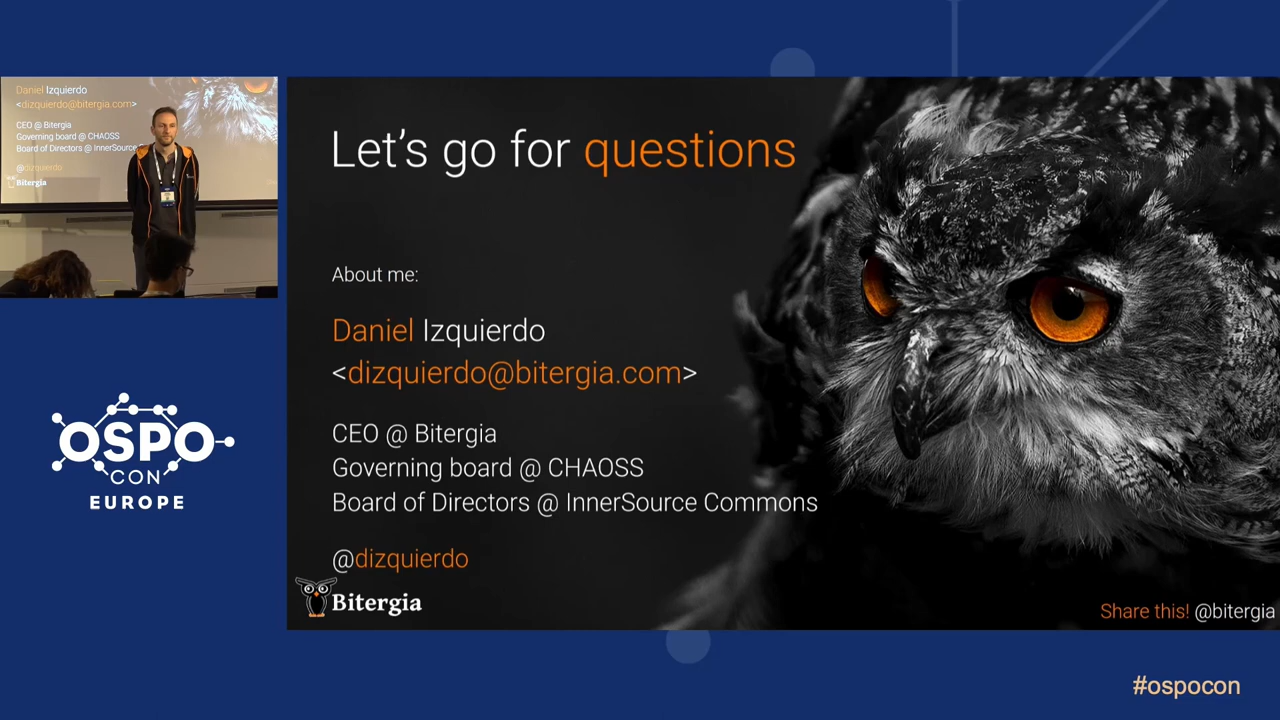 Daniel Izquierdo
<dizquierdo@bitergia.com>
CEO @ Bitergia
Governing board @ CHAOSS
Board of Directors @ InnerSource
@dizquierdo
Bitergia
OSPO
CON
EUROPE
Let's go for questions
About me:
Daniel Izquierdo
<dizquierdo@bitergia.com>
CEO @ Bitergia
Governing board @ CHAOSS
Board of Directors @ InnerSource Commons
@dizquierdo
Bitergia
Share this! @bitergia
#ospocon